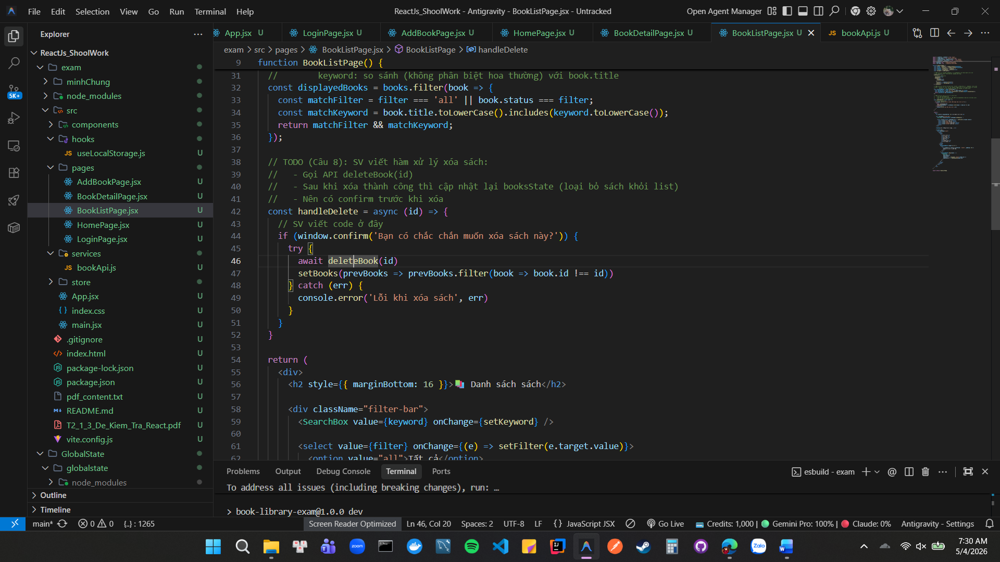 File Edit Selection View Go Run Terminal Help
ReactJs_ShoolWork - Antigravity - BookListPage.jsx - Untracked
Open Agent Manager
Explorer
ReactJs_ShoolWork
exam
minhChung
node_modules
src
components
hooks
JS useLocalStorage.js U
pages
AddBookPage.jsx U
BookDetailPage.jsx U
BookListPage.jsx U
HomePage.jsx U
LoginPage.jsx U
services
JS bookApi.js U
store
App.jsx U
index.css U
main.jsx U
.gitignore U
index.html U
package-lock.json U
package.json U
pdf_content.txt U
README.md U
T2_1_3_De_Kiem_Tra_React.pdf U
vite.config.js U
GlobalState
globalstate
node_modules
Outline
Timeline
5K+
App.jsx U LoginPage.jsx U AddBookPage.jsx U HomePage.jsx U BookDetailPage.jsx U BookListPage.jsx U JS bookApi.js U
exam > src > pages > BookListPage.jsx > BookListPage > handleDelete
9 function BookListPage() {
31 // keyword: so sánh (không phân biệt hoa thường) với book.title
32 const displayedBooks = books.filter(book => {
33 const matchFilter = filter === 'all' || book.status === filter;
34 const matchKeyword = book.title.toLowerCase().includes(keyword.toLowerCase());
35 return matchFilter && matchKeyword;
36 });
37
38 // TODO (Câu 8): SV viết hàm xử lý xóa sách:
39 // - Gọi API deleteBook(id)
40 // - Sau khi xóa thành công thì cập nhật lại booksState (loại bỏ sách khỏi list)
41 // - Nên có confirm trước khi xóa
42 const handleDelete = async (id) => {
43 // SV viết code ở đây
44 if (window.confirm('Bạn có chắc chắn muốn xóa sách này?')) {
45 try {
46 await deleteBook(id)
47 setBooks(prevBooks => prevBooks.filter(book => book.id !== id))
48 } catch (err) {
49 console.error('Lỗi khi xóa sách', err)
50 }
51 }
52 }
53
54 return (
55 <div>
56 <h2 style={{ marginBottom: 16 }}>📚 Danh sách sách</h2>
57
58 <div className="filter-bar">
59 <SearchBox value={keyword} onChange={setKeyword} />
60
61 <select value={filter} onChange={(e) => setFilter(e.target.value)}>
62 <option value="all">Tất cả</option>
Problems Output Debug Console Terminal Ports
esbuild - exam
To address all issues (including breaking changes), run: …
> book-library-exam@1.0.0 dev
main* 0 0 {..} : 1265
Screen Reader Optimized Ln 46, Col 20 Spaces: 2 UTF-8 LF {} JavaScript JSX Go Live Credits: 1,000 | Gemini Pro: 100% | Claude: 0% Antigravity - Settings
zoom
Zalo
7:30 AM
5/4/2026